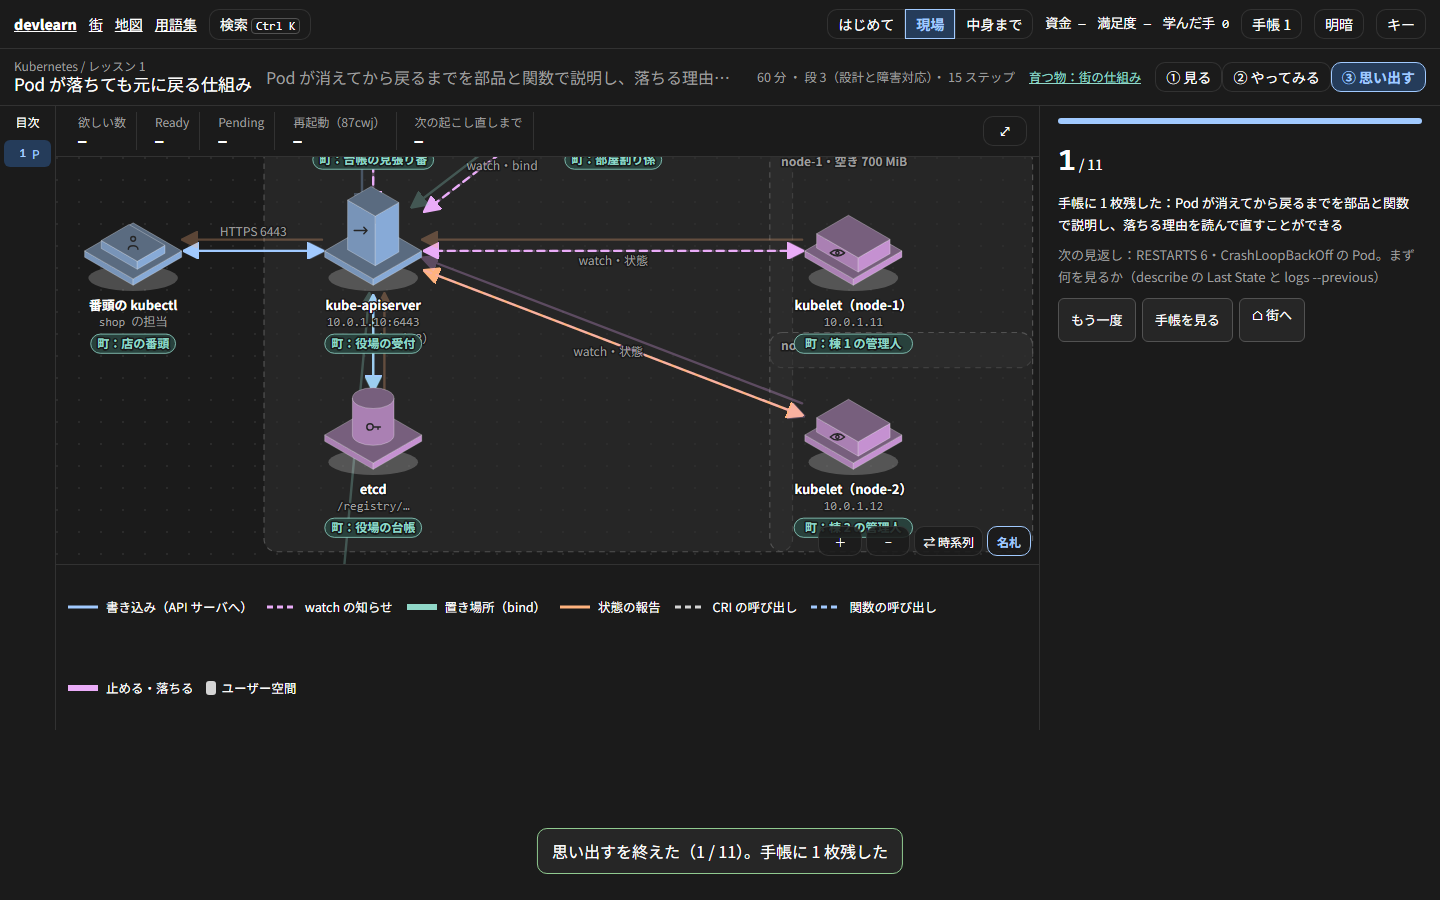 devlearn 街 地図 用語集 検索 Ctrl K はじめて 現場 中身まで 資金 — 満足度 — 学んだ手 0 手帳 1 明暗 キー
Kubernetes / レッスン 1
Pod が落ちても元に戻る仕組み Pod が消えてから戻るまでを部品と関数で説明し、落ちる理由… 60 分 ・ 段 3（設計と障害対応）・ 15 ステップ 育つ物：街の仕組み ① 見る ② やってみる ③ 思い出す
目次
1 P
欲しい数 Ready Pending 再起動（87cwj） 次の起こし直しまで
— — — — —
町：台帳の見張り番 watch・bind 町：部屋割り係 node-1・空き 700 MiB
HTTPS 6443
watch・状態
番頭の kubectl
shop の担当
町：店の番頭
kube-apiserver
10.0.1.10:6443
町：役場の受付
kubelet（node-1）
10.0.1.11
町：棟 1 の管理人
watch・状態
etcd
/registry/…
町：役場の台帳
kubelet（node-2）
10.0.1.12
町：棟 2 の管理人
+ − ⇄ 時系列 名札
書き込み（API サーバへ） watch の知らせ 置き場所（bind） 状態の報告 CRI の呼び出し 関数の呼び出し
止める・落ちる ユーザー空間
1 / 11
手帳に 1 枚残した：Pod が消えてから戻るまでを部品と関数
で説明し、落ちる理由を読んで直すことができる
次の見返し：RESTARTS 6・CrashLoopBackOff の Pod。まず
何を見るか（describe の Last State と logs --previous）
もう一度 手帳を見る 街へ
思い出すを終えた（1 / 11）。手帳に 1 枚残した